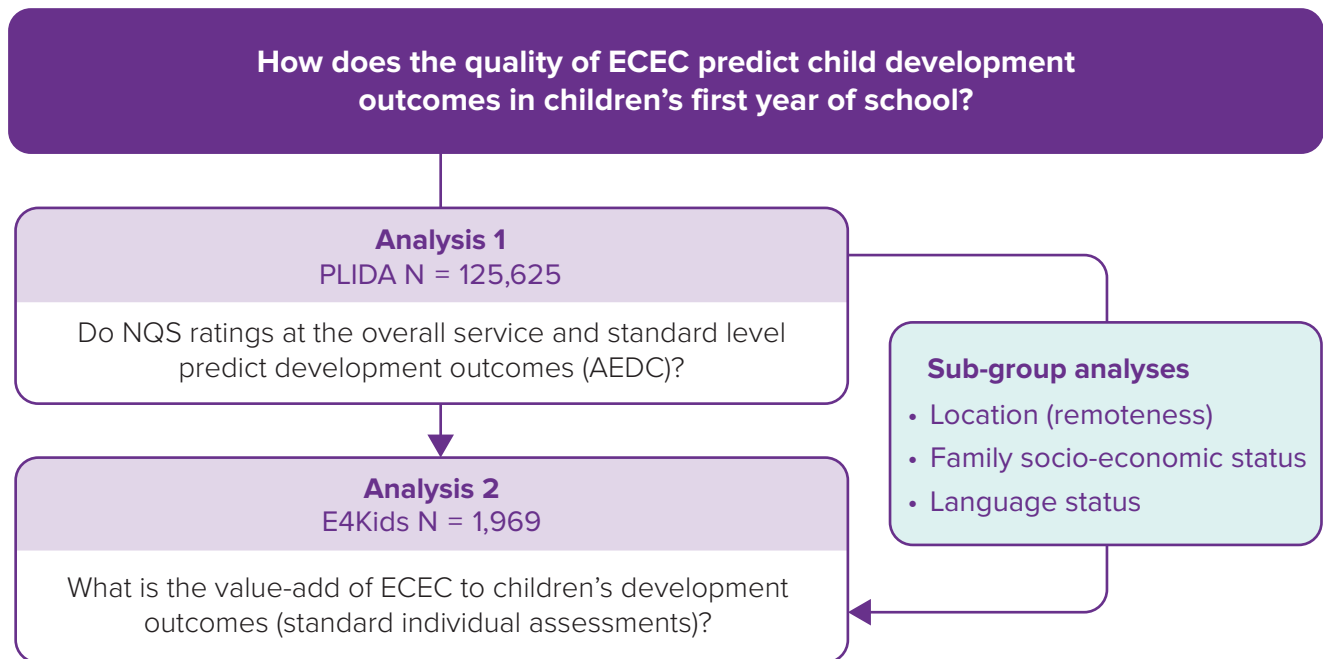 How does the quality of ECEC predict child development
outcomes in children’s first year of school?
Analysis 1
PLIDA N = 125,625
Do NQS ratings at the overall service and standard level
predict development outcomes (AEDC)?
Sub-group analyses
• Location (remoteness)
• Family socio-economic status
• Language status
Analysis 2
E4Kids N = 1,969
What is the value-add of ECEC to children’s development
outcomes (standard individual assessments)?